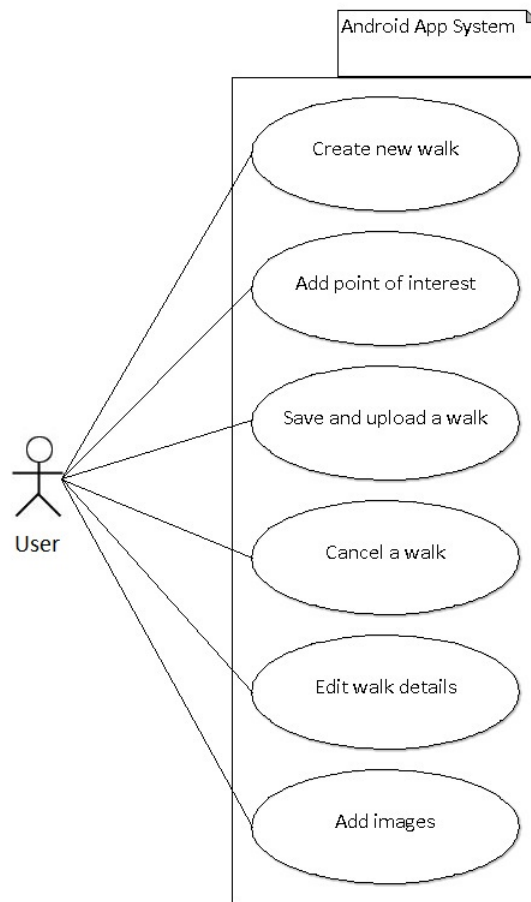 Android App System
Create new walk
Add point of interest
Save and upload a walk
Cancel a walk
User
Edit walk details
Add images